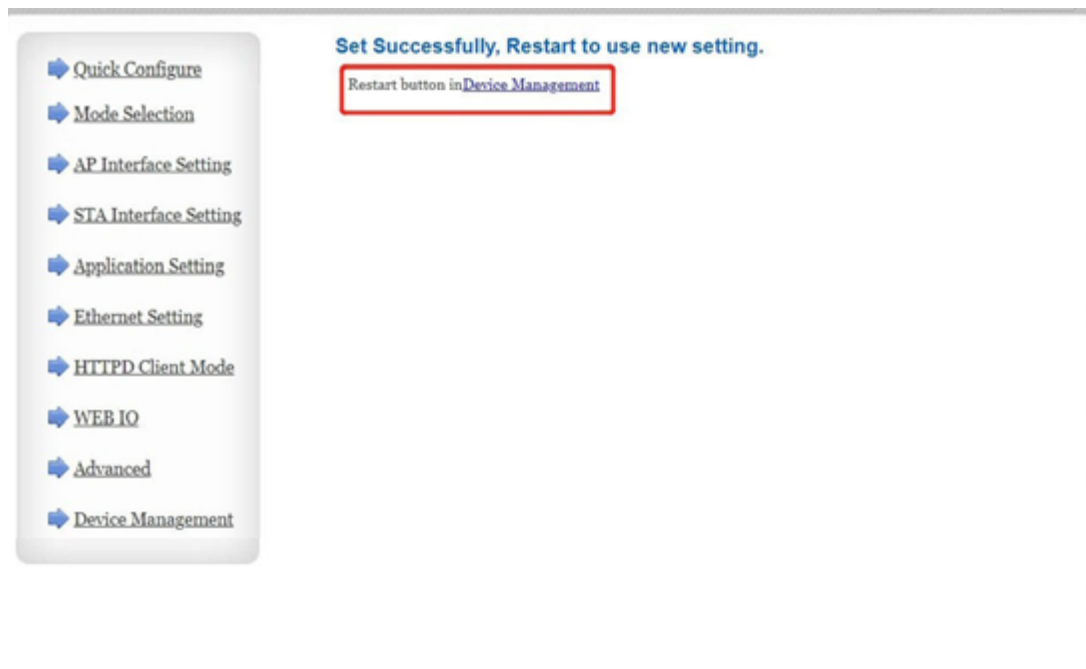 Quick Configure
Mode Selection
AP Interface Setting
STA Interface Setting
Application Setting
Ethernet Setting
HTTPD Client Mode
WEB IO
Advanced
Device Management
Set Successfully, Restart to use new setting.
Restart button inDevice Management